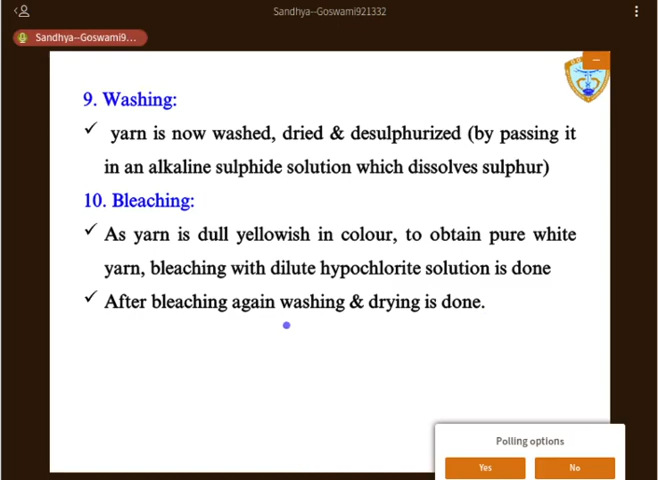 Sandhya--Goswami921332
Sandhya--Goswami9...
9. Washing:
✓ yarn is now washed, dried & desulphurized (by passing it
in an alkaline sulphide solution which dissolves sulphur)
10. Bleaching:
✓ As yarn is dull yellowish in colour, to obtain pure white
yarn, bleaching with dilute hypochlorite solution is done
✓ After bleaching again washing & drying is done.
Polling options
Yes No